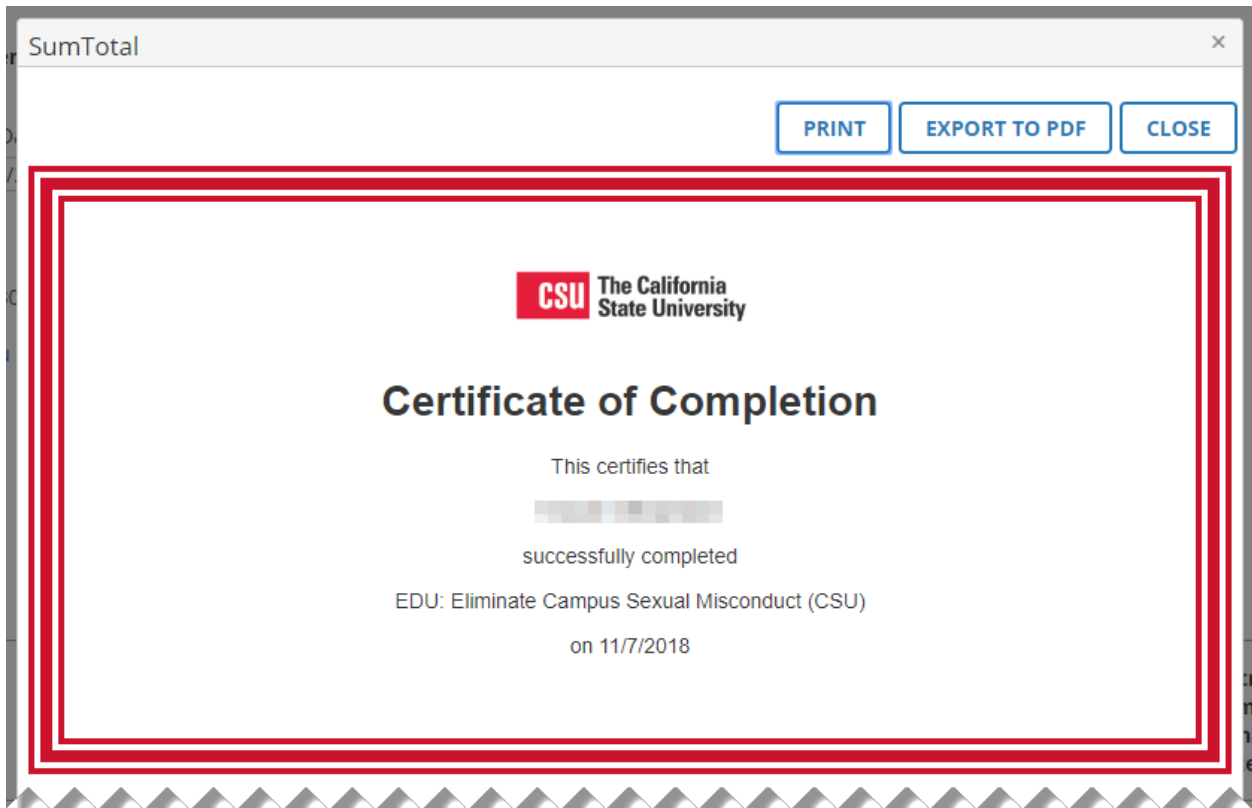 SumTotal
×
PRINT
EXPORT TO PDF
CLOSE
CSU The California
State University
Certificate of Completion
This certifies that
successfully completed
EDU: Eliminate Campus Sexual Misconduct (CSU)
on 11/7/2018